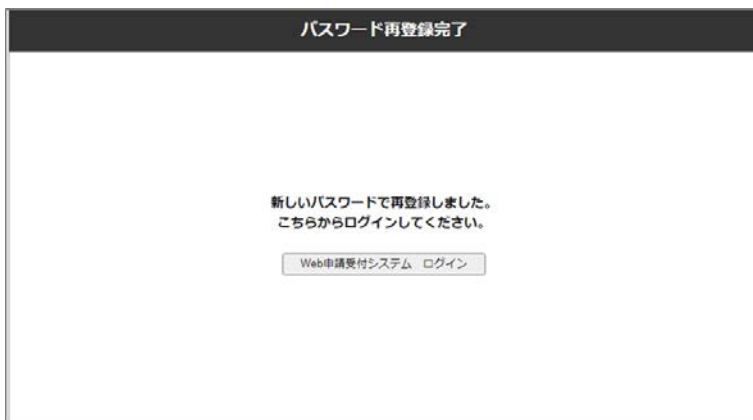 パスワード再登録完了
新しいパスワードで再登録しました。
こちらからログインしてください。
Web申請受付システム　ログイン